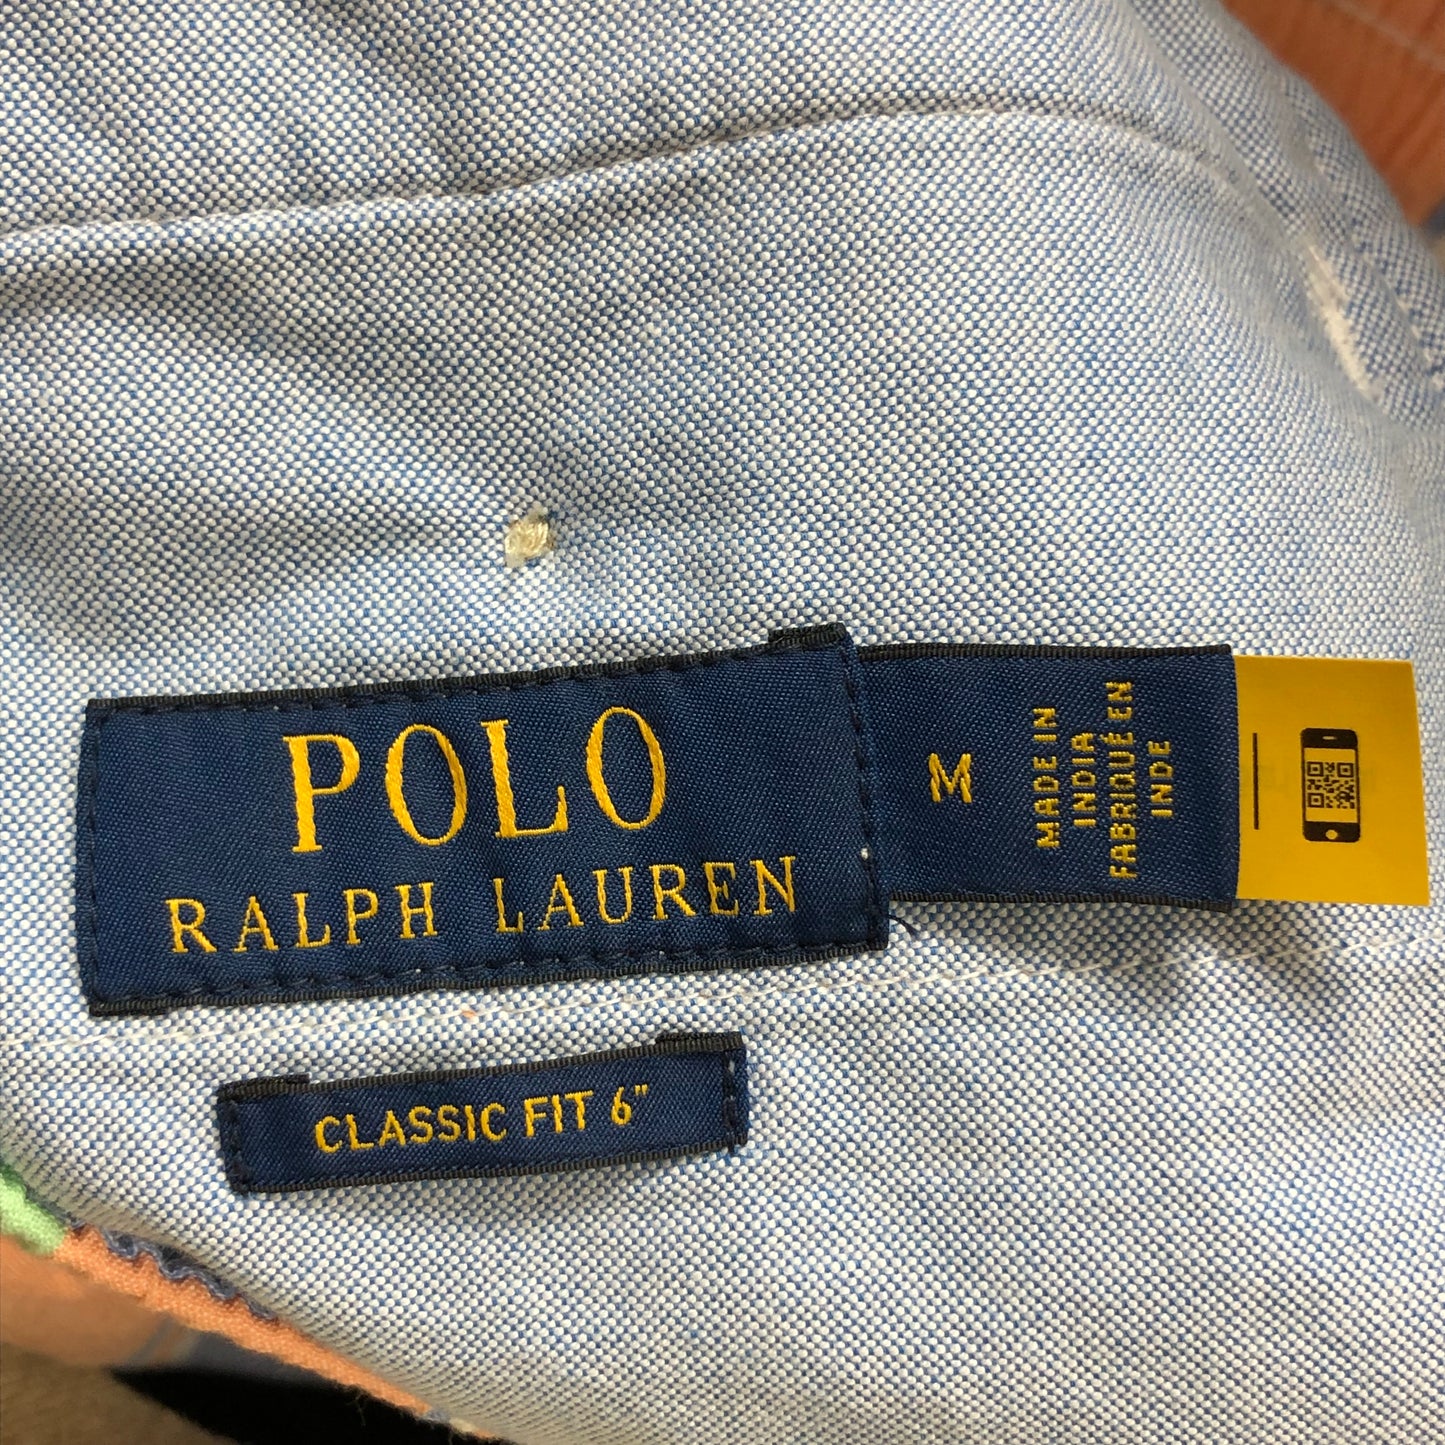 POLO
RALPH LAUREN
M
MADE IN
INDIA
FABRIQUÉ EN
INDE
CLASSIC FIT 6"